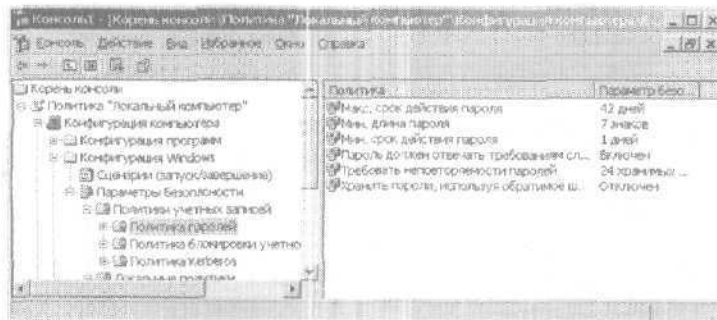 Консоль1 - [Корень консоли\Политика "Локальный компьютер"\Конфигурация компьютера\
Консоль Действие Вид Избранное Окно Справка
Корень консоли
Политика "Локальный компьютер"
Конфигурация компьютера
Конфигурация программ
Конфигурация Windows
Сценарии (запуск/завершение)
Параметры безопасности
Политики учетных записей
Политика паролей
Политика блокировки учетно
Политика Kerberos
Локальные политики
Политика Параметр безо...
Макс. срок действия пароля 42 дней
Мин. длина пароля 7 знаков
Мин. срок действия пароля 1 дней
Пароль должен отвечать требованиям сл... Включен
Требовать неповторяемости паролей 24 хранимых ...
Хранить пароли, используя обратимое ш... Отключен